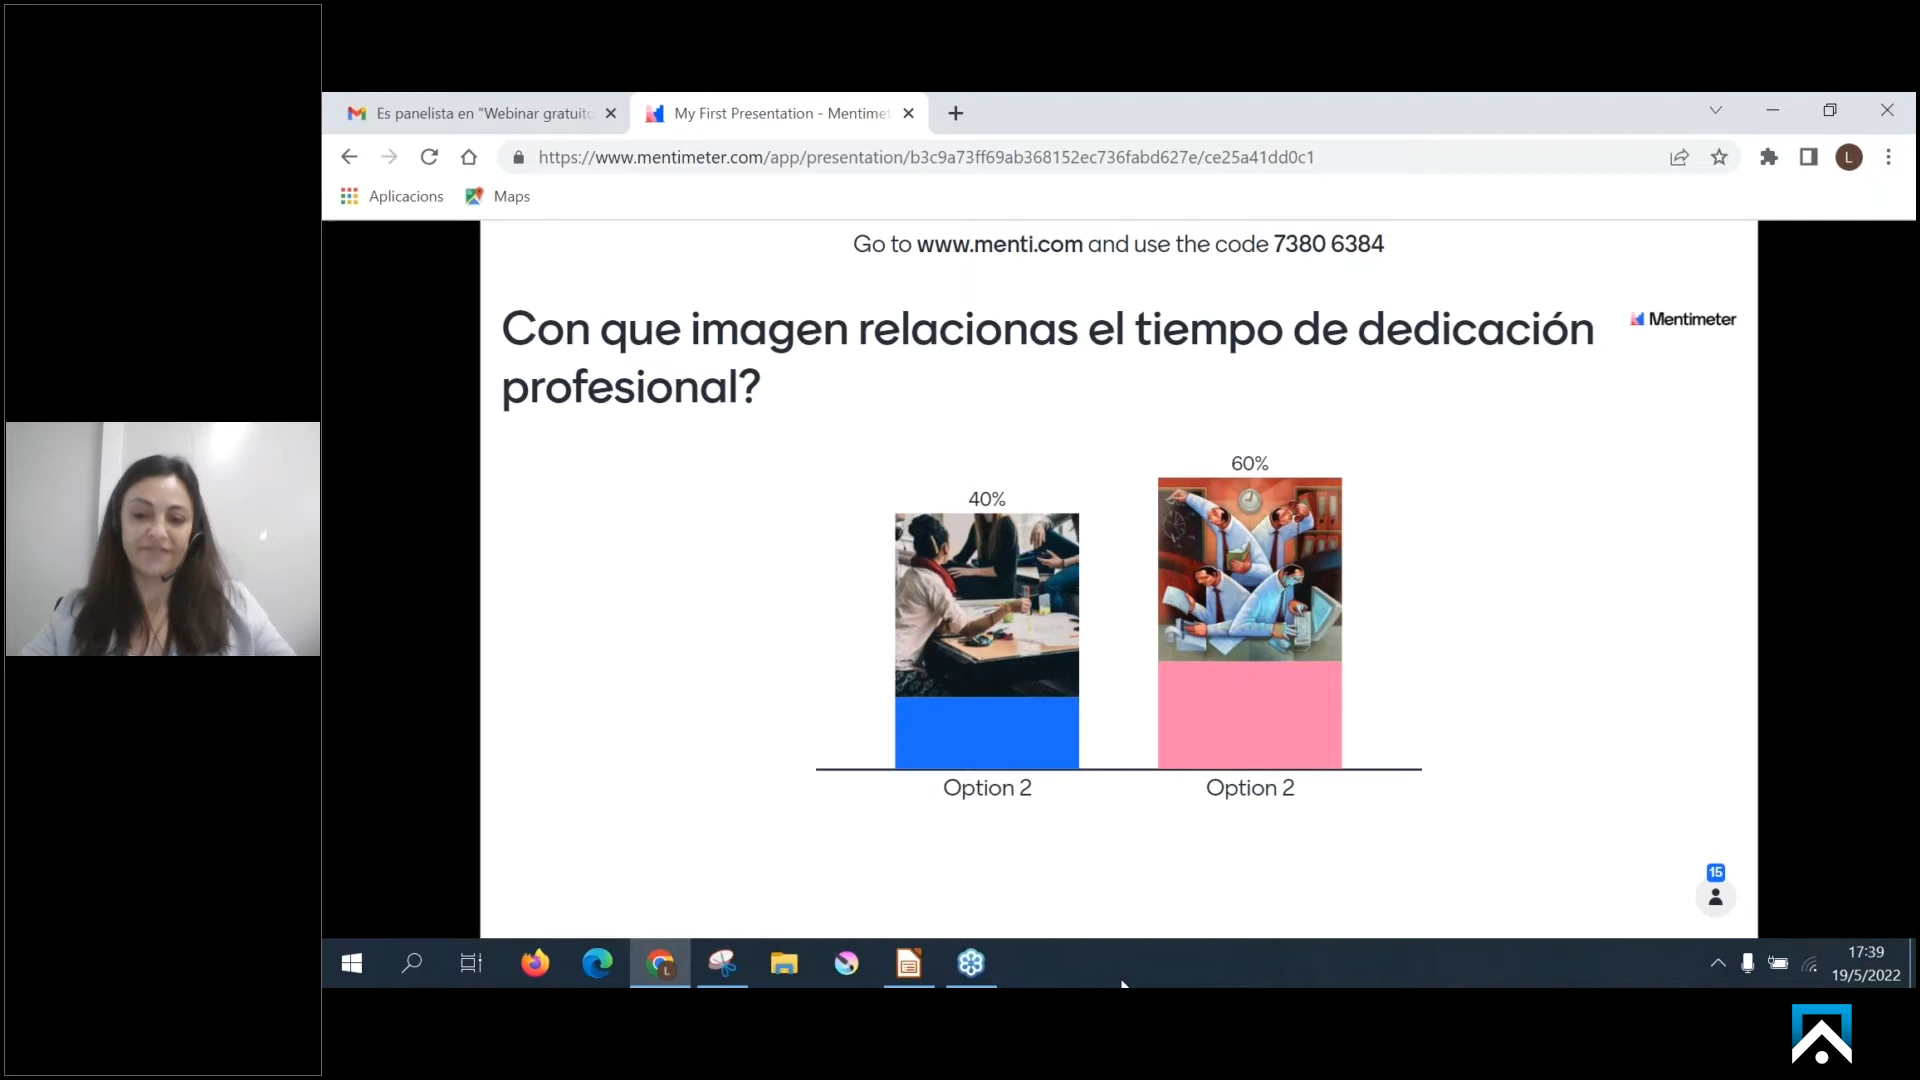 Es panelista en "Webinar gratuito
My First Presentation - Mentimet
https://www.mentimeter.com/app/presentation/b3c9a73ff69ab368152ec736fabd627e/ce25a41dd0c1
L
Aplicacions
Maps
Go to www.menti.com and use the code 7380 6384
Con que imagen relacionas el tiempo de dedicación
profesional?
Mentimeter
60%
40%
Option 2
Option 2
15
L
17:39
19/5/2022